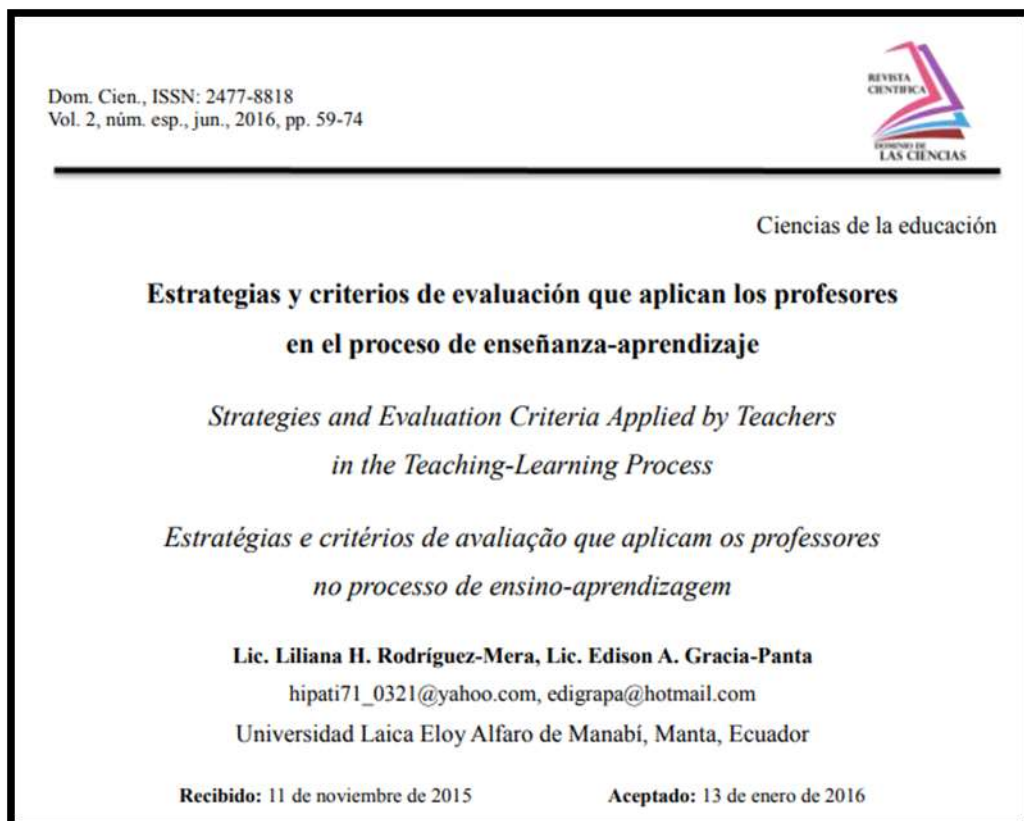 Dom. Cien., ISSN: 2477-8818
Vol. 2, núm. esp., jun., 2016, pp. 59-74
REVISTA
CIENTIFICA
DOMINIO DE
LAS CIENCIAS
Ciencias de la educación
Estrategias y criterios de evaluación que aplican los profesores
en el proceso de enseñanza-aprendizaje
Strategies and Evaluation Criteria Applied by Teachers
in the Teaching-Learning Process
Estratégias e critérios de avaliação que aplicam os professores
no processo de ensino-aprendizagem
Lic. Liliana H. Rodríguez-Mera, Lic. Edison A. Gracia-Panta
hipati71_0321@yahoo.com, edigrapa@hotmail.com
Universidad Laica Eloy Alfaro de Manabí, Manta, Ecuador
Recibido: 11 de noviembre de 2015 Aceptado: 13 de enero de 2016